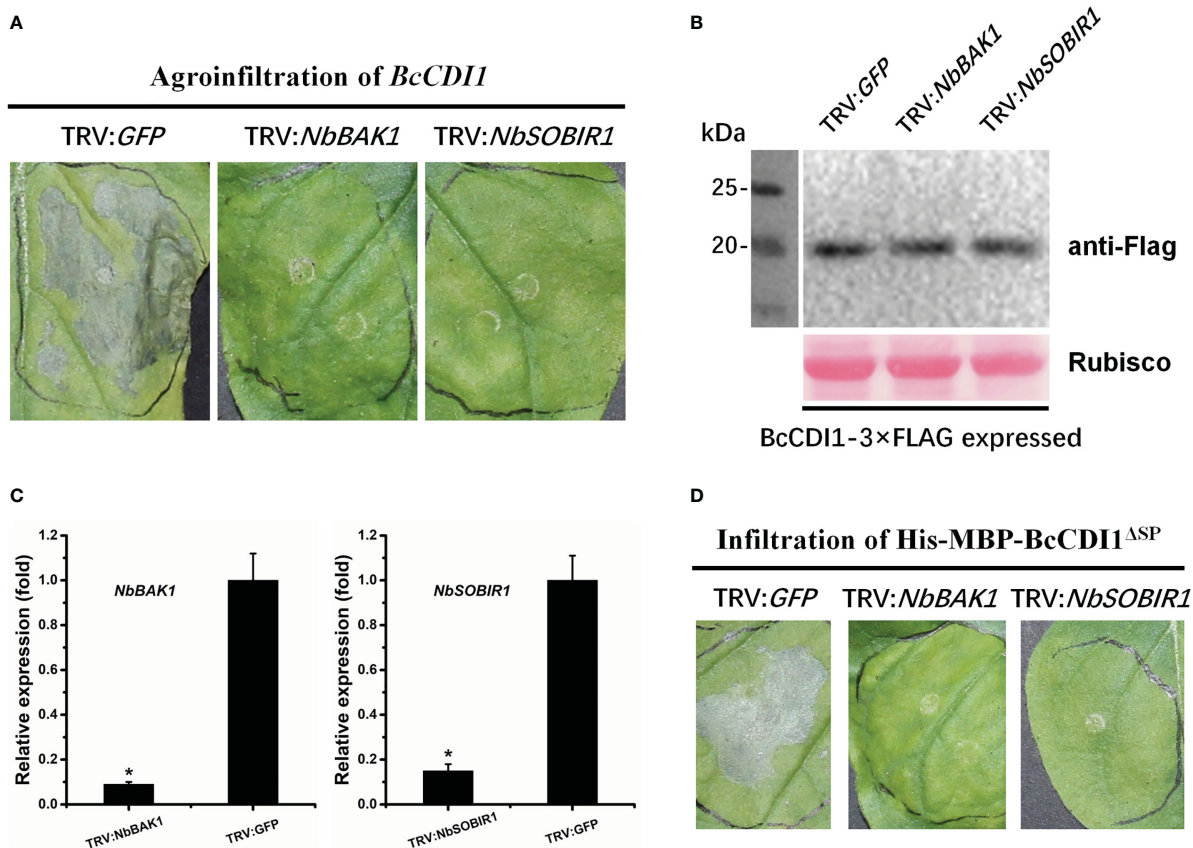 A
Agroinfiltration of BcCDI1
TRV:GFP TRV:NbBAK1 TRV:NbSOBIR1
B
TRV:GFP TRV:NbBAK1 TRV:NbSOBIR1
kDa
25-
20-
anti-Flag
Rubisco
BcCDI1-3×FLAG expressed
C
Relative expression (fold)
1.2
1.0
0.8
0.6
0.4
0.2
0.0
NbBAK1
*
TRV:NbBAK1 TRV:GFP
Relative expression (fold)
1.2
1.0
0.8
0.6
0.4
0.2
0.0
NbSOBIR1
*
TRV:NbSOBIR1 TRV:GFP
D
Infiltration of His-MBP-BcCDI1ΔSP
TRV:GFP TRV:NbBAK1 TRV:NbSOBIR1